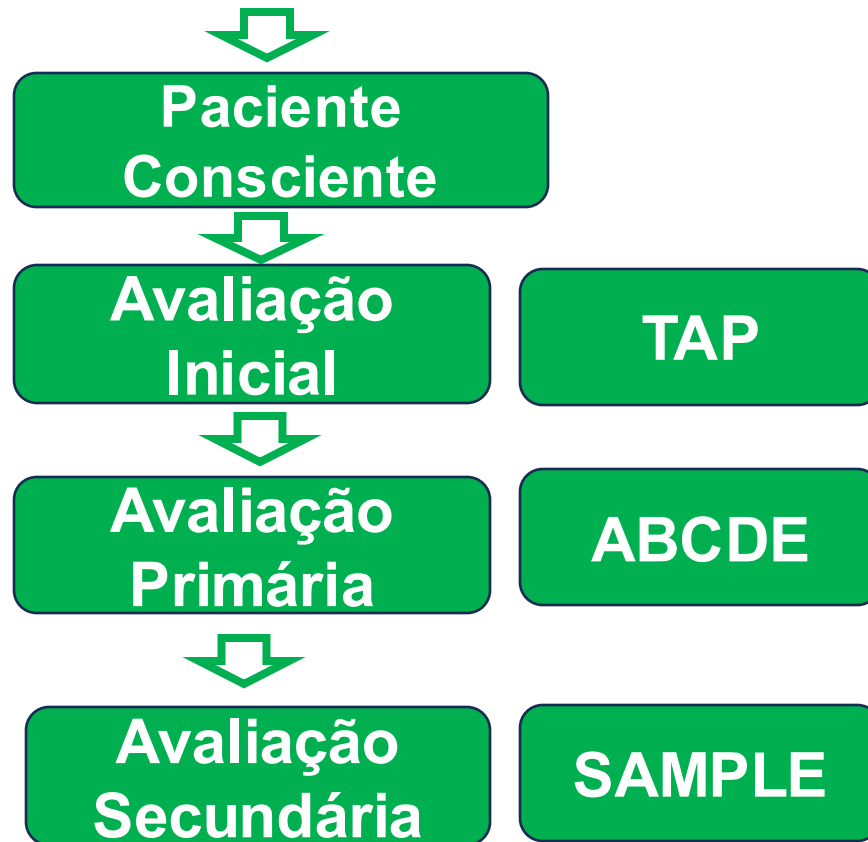 Paciente
Consciente
Avaliação
Inicial
TAP
Avaliação
Primária
ABCDE
Avaliação
Secundária
SAMPLE